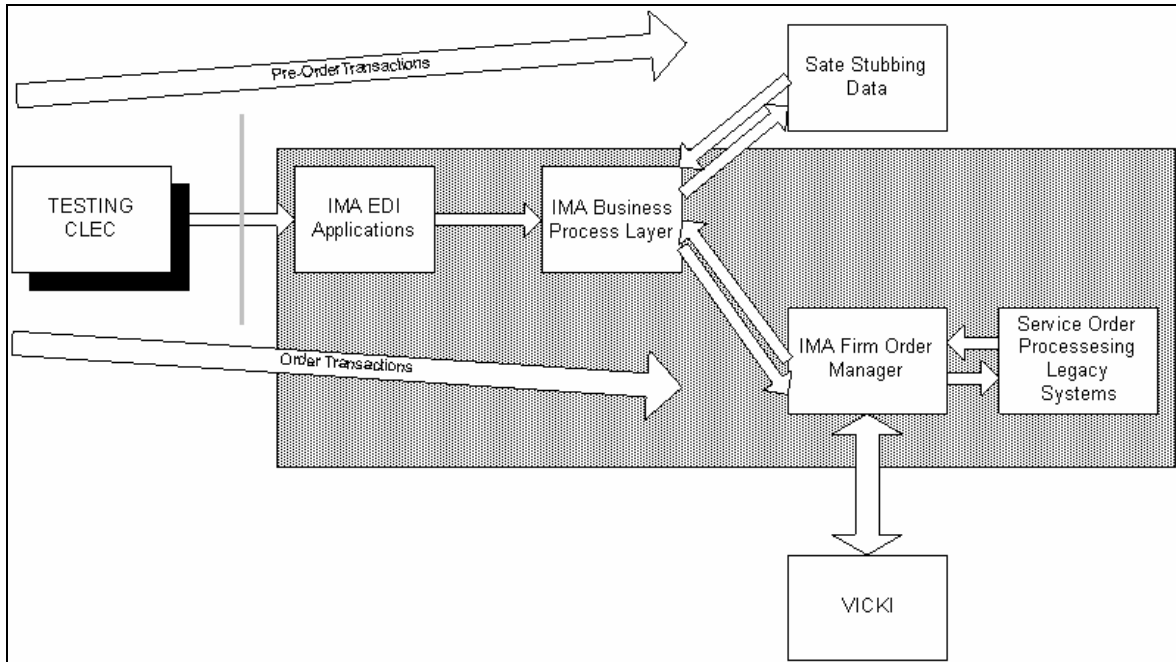 Pre-Order Transactions
Sate Stubbing
Data
TESTING
CLEC
IMA EDI
Applications
IMA Business
Process Layer
Order Transactions
IMA Firm Order
Manager
Service Order
Processesing
Legacy
Systems
VICKI